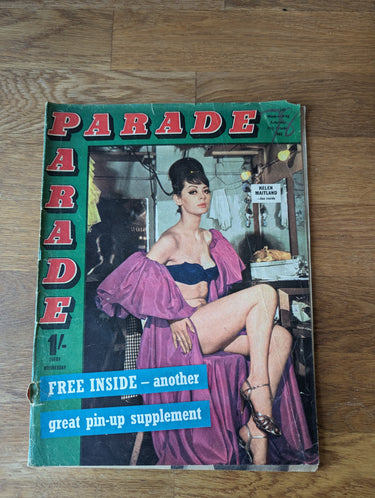 PARADE
PARADE
HELEN
MAITLAND
1/-
EVERY
WEDNESDAY
FREE INSIDE – another
great pin-up supplement